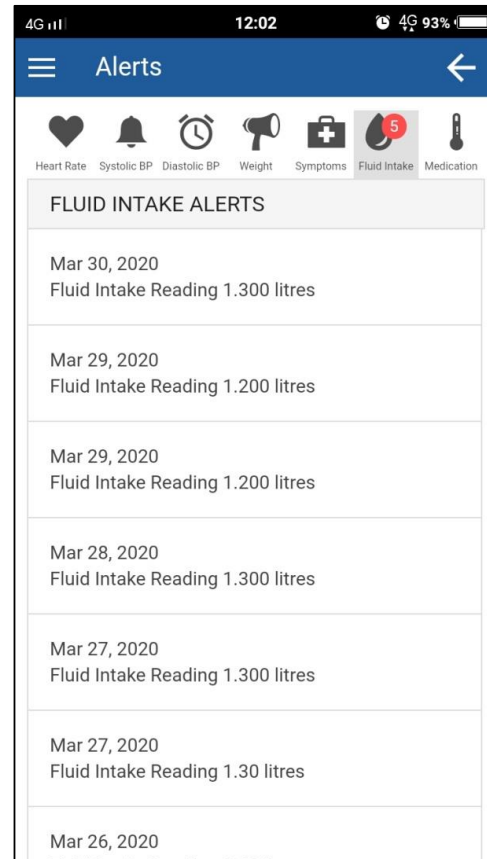 4G 12:02 4G 93%
Alerts
5
Heart Rate Systolic BP Diastolic BP Weight Symptoms Fluid Intake Medication
FLUID INTAKE ALERTS
Mar 30, 2020
Fluid Intake Reading 1.300 litres
Mar 29, 2020
Fluid Intake Reading 1.200 litres
Mar 29, 2020
Fluid Intake Reading 1.200 litres
Mar 28, 2020
Fluid Intake Reading 1.300 litres
Mar 27, 2020
Fluid Intake Reading 1.300 litres
Mar 27, 2020
Fluid Intake Reading 1.30 litres
Mar 26, 2020